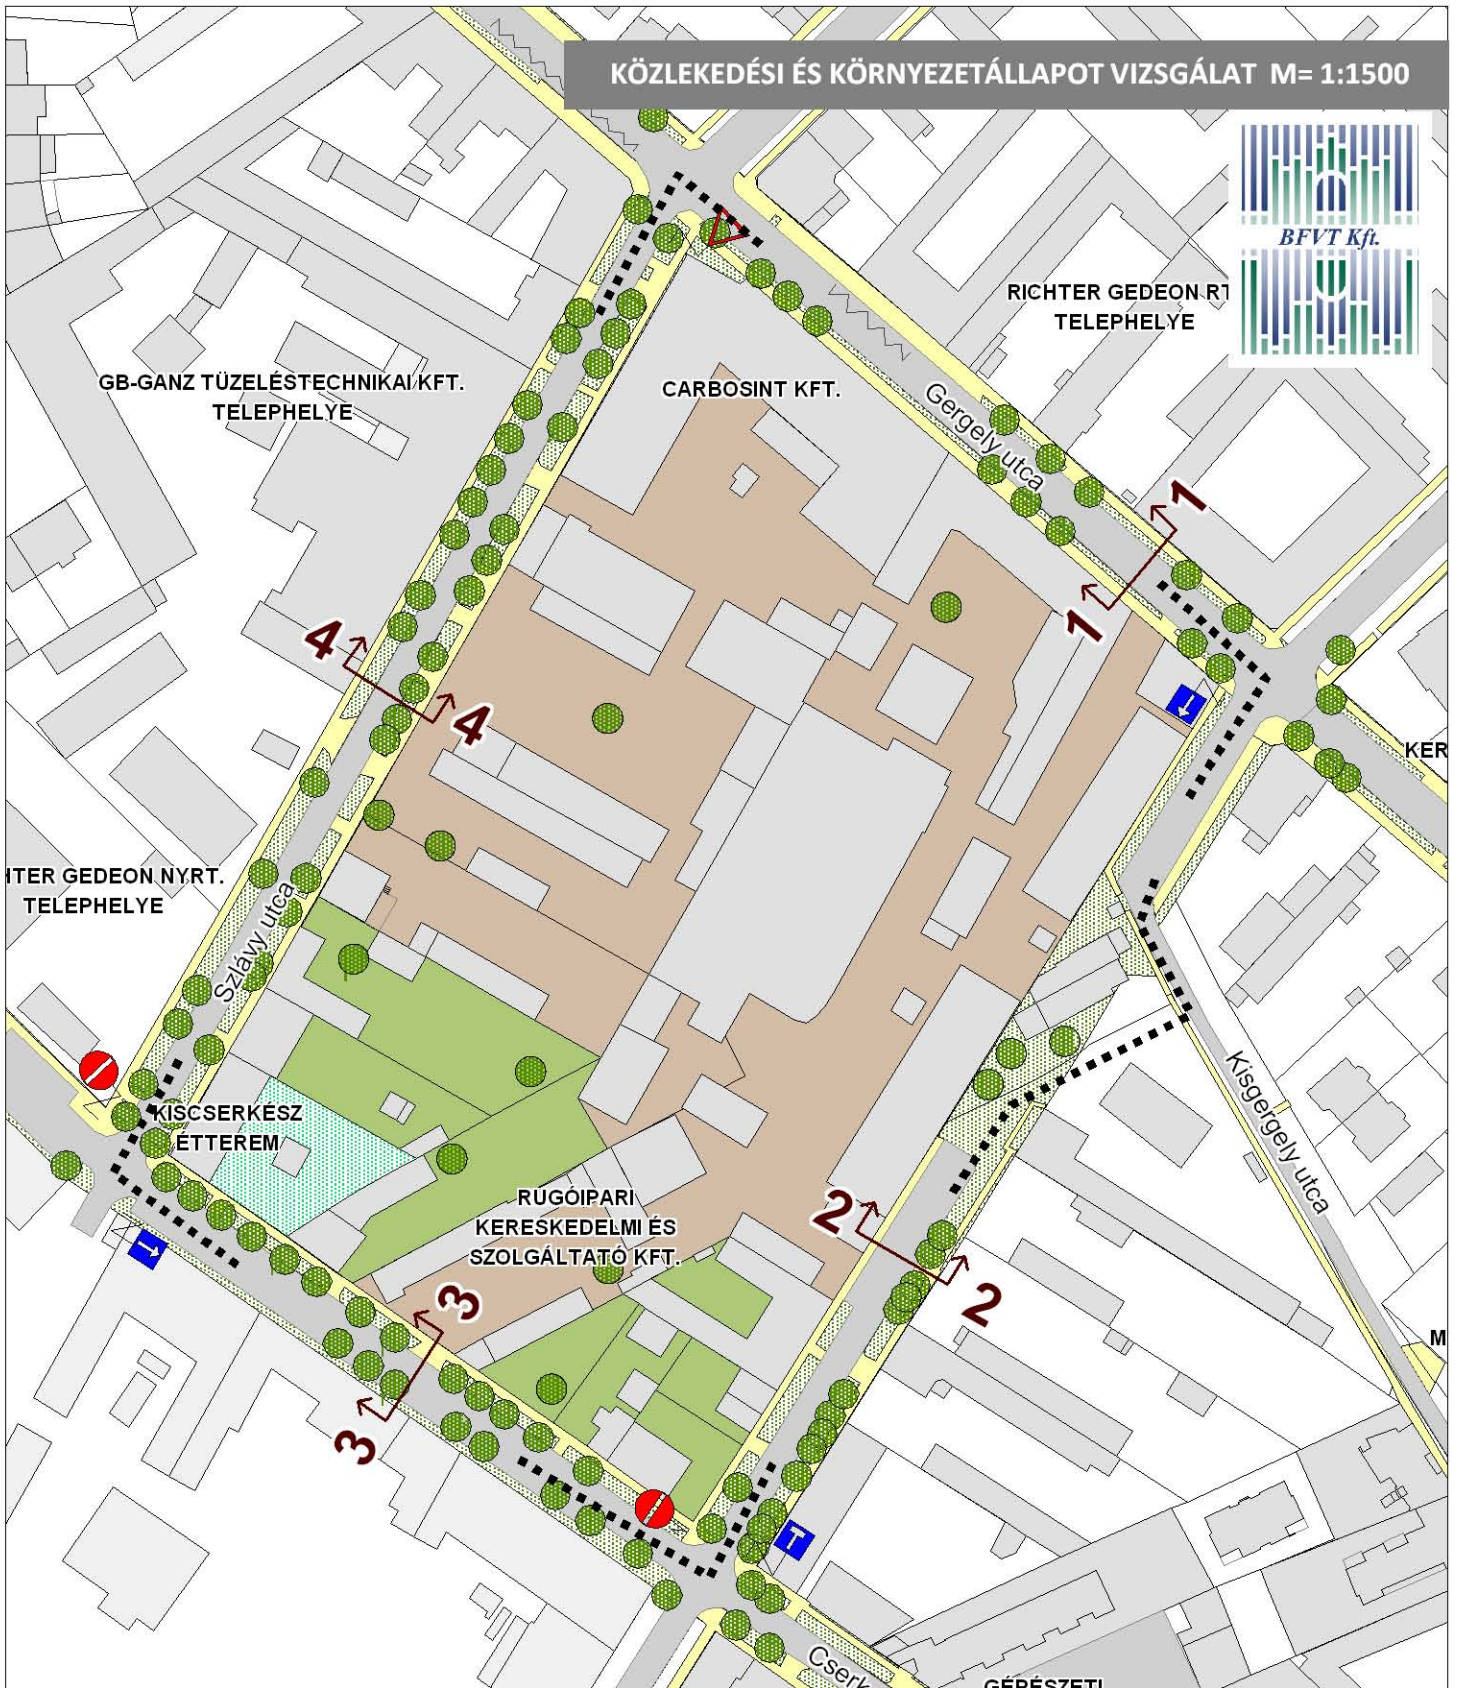 KÖZLEKEDÉSI ÉS KÖRNYEZETÁLLAPOT VIZSGÁLAT M= 1:1500
BFVT Kft.
RICHTER GEDEON RT
TELEPHELYE
GB-GANZ TÜZELÉSTECHNIKAI KFT.
TELEPHELYE
CARBOSINT KFT.
Gergely utca
1
1
4
4
KER
HTER GEDEON NYRT.
TELEPHELYE
Szlávy utca
Kisgergely utca
KISCSERKÉSZ
ÉTTEREM
RUGÓIPARI
KERESKEDELMI ÉS
SZOLGÁLTATÓ KFT.
2
2
3
3
M
T
Cserk
GÉPÉSZETI